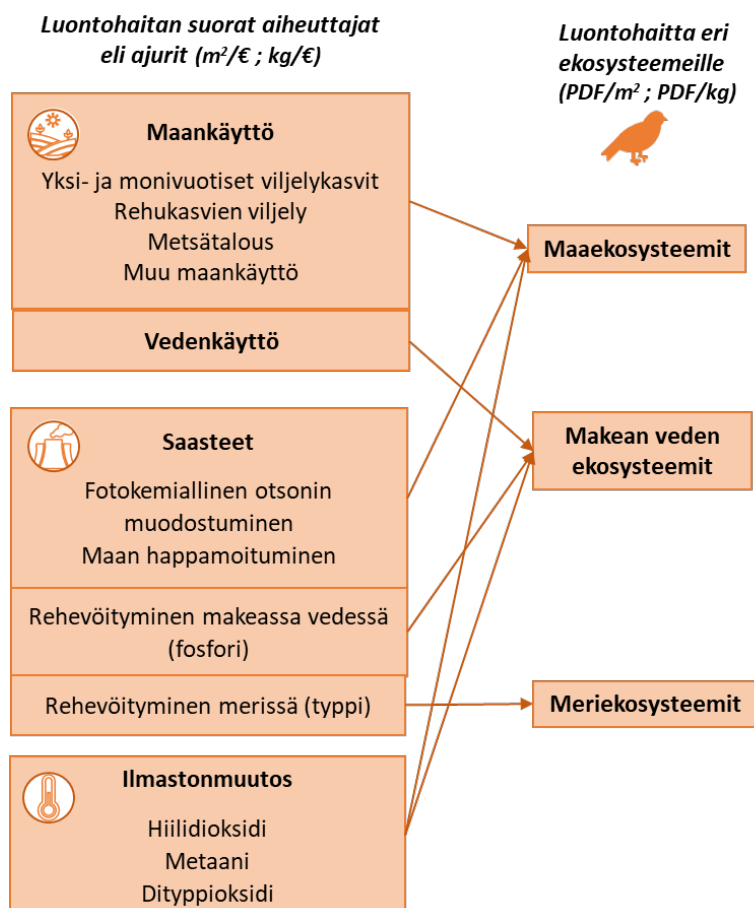 Luontohaitan suorat aiheuttajat
eli ajurit (m²/€ ; kg/€)
Luontohaitta eri
ekosysteemeille
(PDF/m² ; PDF/kg)
Maankäyttö
Yksi- ja monivuotiset viljelykasvit
Rehukasvien viljely
Metsätalous
Muu maankäyttö
Vedenkäyttö
Saasteet
Fotokemiallinen otsonin
muodostuminen
Maan happamoituminen
Rehevöityminen makeassa vedessä
(fosfori)
Rehevöityminen merissä (typpi)
Ilmastonmuutos
Hiilidioksidi
Metaani
Dityppioksidi
Maaekosysteemit
Makean veden
ekosysteemit
Meriekosysteemit